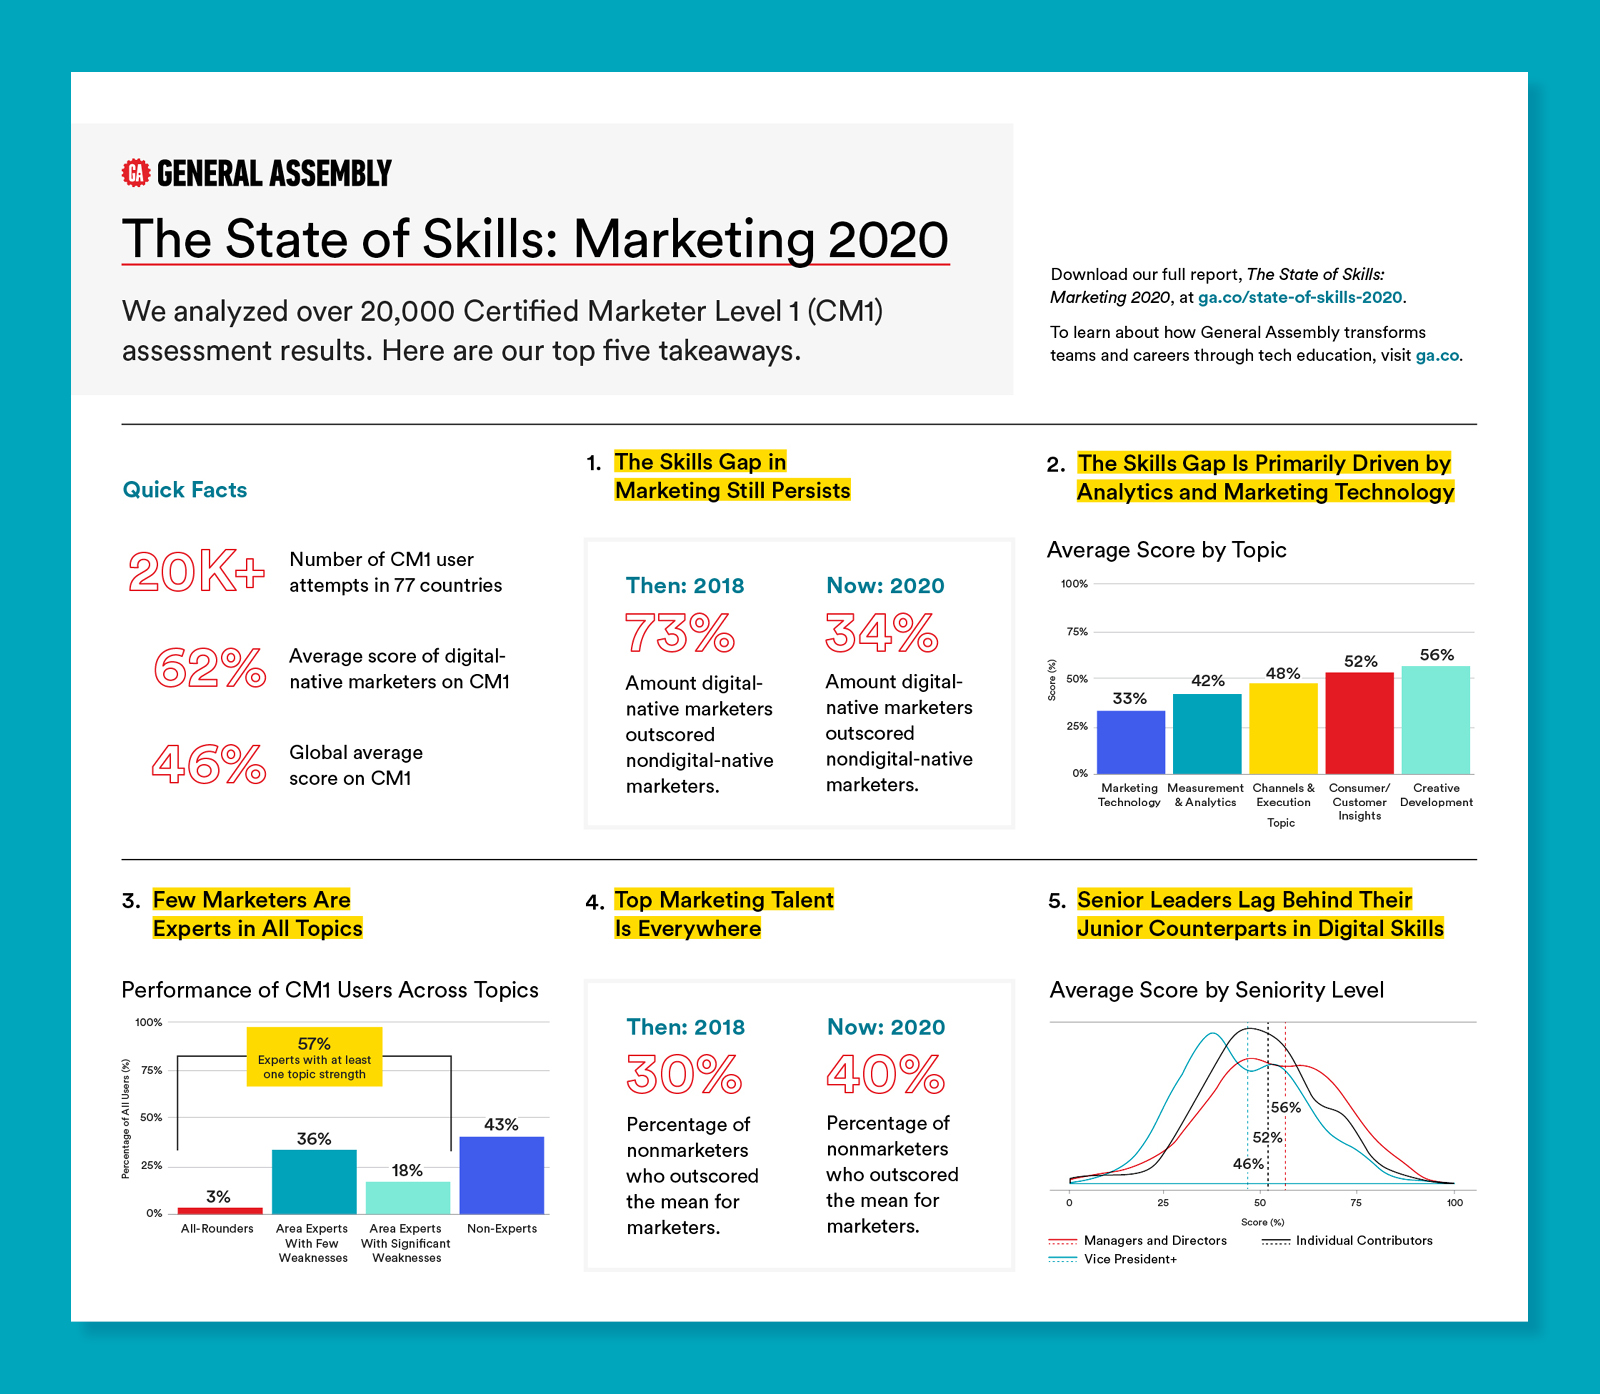 GA GENERAL ASSEMBLY
The State of Skills: Marketing 2020
We analyzed over 20,000 Certified Marketer Level 1 (CM1)
assessment results. Here are our top five takeaways.
Download our full report, The State of Skills:
Marketing 2020, at ga.co/state-of-skills-2020.
To learn about how General Assembly transforms
teams and careers through tech education, visit ga.co.
Quick Facts
20K+
Number of CM1 user
attempts in 77 countries
62%
Average score of digital-
native marketers on CM1
46%
Global average
score on CM1
1. The Skills Gap in
Marketing Still Persists
Then: 2018
73%
Amount digital-
native marketers
outscored
nondigital-native
marketers.
Now: 2020
34%
Amount digital-
native marketers
outscored
nondigital-native
marketers.
2. The Skills Gap Is Primarily Driven by
Analytics and Marketing Technology
Average Score by Topic
100%
75%
50%
25%
0%
Score (%)
33%
42%
48%
52%
56%
Marketing
Technology
Measurement
& Analytics
Channels &
Execution
Consumer/
Customer
Insights
Creative
Development
Topic
3. Few Marketers Are
Experts in All Topics
Performance of CM1 Users Across Topics
100%
75%
50%
25%
0%
Percentage of All Users (%)
57%
Experts with at least
one topic strength
3%
36%
18%
43%
All-Rounders
Area Experts
With Few
Weaknesses
Area Experts
With Significant
Weaknesses
Non-Experts
4. Top Marketing Talent
Is Everywhere
Then: 2018
30%
Percentage of
nonmarketers
who outscored
the mean for
marketers.
Now: 2020
40%
Percentage of
nonmarketers
who outscored
the mean for
marketers.
5. Senior Leaders Lag Behind Their
Junior Counterparts in Digital Skills
Average Score by Seniority Level
56%
52%
46%
0
25
50
75
100
Score (%)
Managers and Directors
Individual Contributors
Vice President+